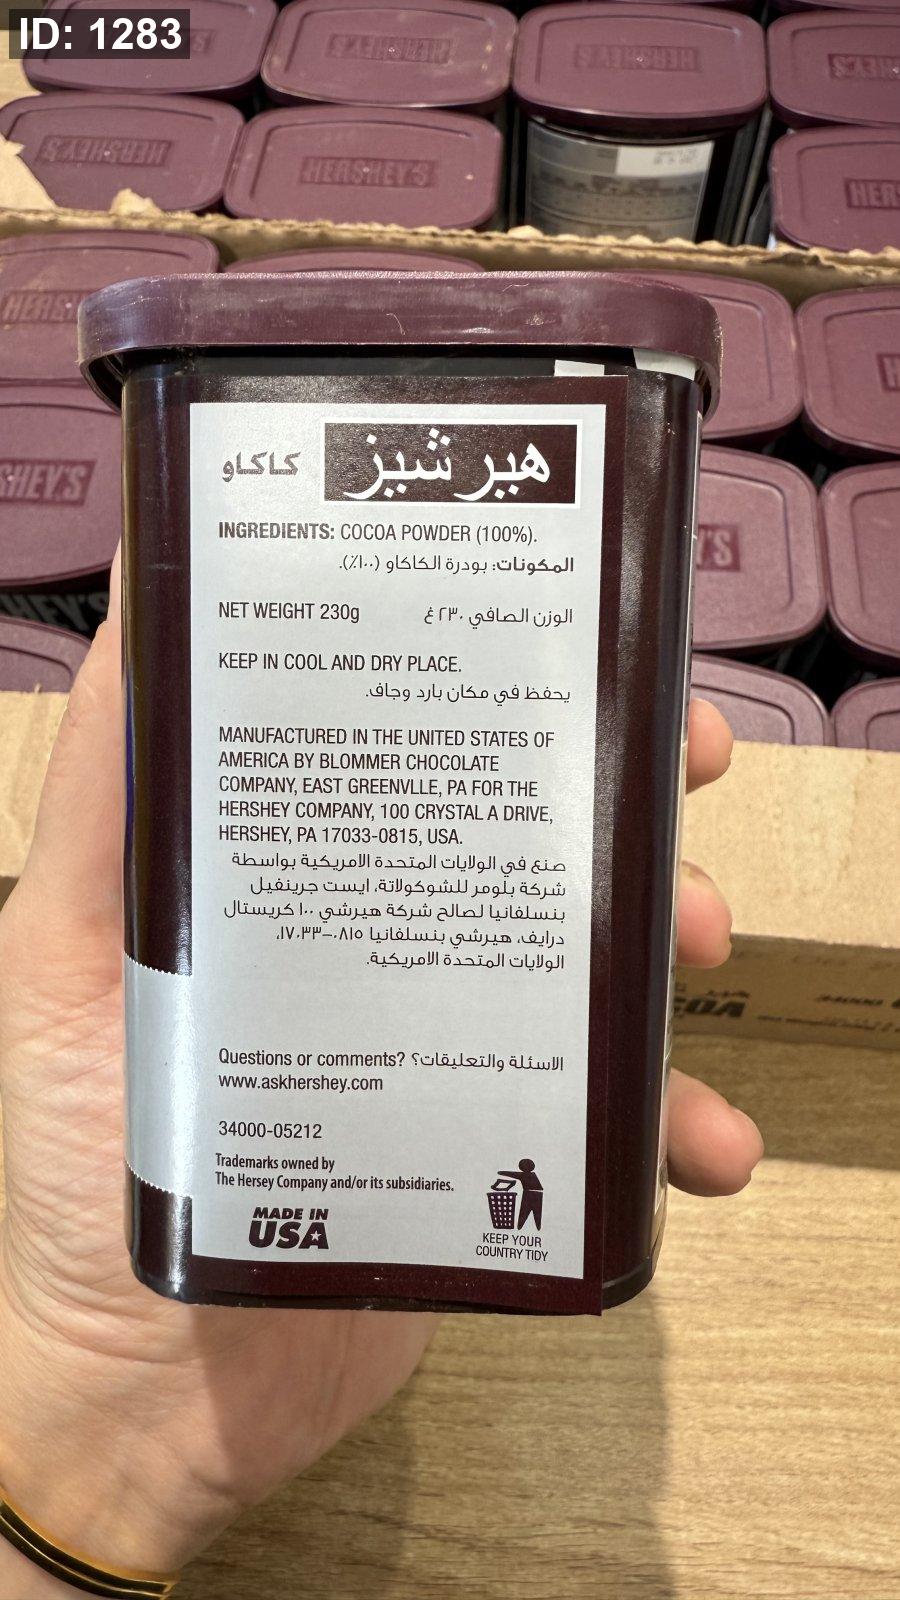 ID: 1283
HERSHEY'S
HERSHEY'S
HERSHEY'S
HERSHEY'S
HERSHEY'S
كاكاو
هيرشيز
INGREDIENTS: COCOA POWDER (100%).
المكونات: بودرة الكاكاو (١٠٠٪).
NET WEIGHT 230g
الوزن الصافي ٢٣٠ غ
KEEP IN COOL AND DRY PLACE.
يحفظ في مكان بارد وجاف.
MANUFACTURED IN THE UNITED STATES OF
AMERICA BY BLOMMER CHOCOLATE
COMPANY, EAST GREENVLLE, PA FOR THE
HERSHEY COMPANY, 100 CRYSTAL A DRIVE,
HERSHEY, PA 17033-0815, USA.
صنع في الولايات المتحدة الامريكية بواسطة
شركة بلومر للشوكولاتة، ايست جرينفيل
بنسلفانيا لصالح شركة هيرشي ١٠٠ كريستال
درايف، هيرشي بنسلفانيا ٠٨١٥–١٧٠٣٣،
الولايات المتحدة الامريكية.
Questions or comments? الاسئلة والتعليقات؟
www.askhershey.com
34000-05212
Trademarks owned by
The Hersey Company and/or its subsidiaries.
MADE IN
USA
KEEP YOUR
COUNTRY TIDY